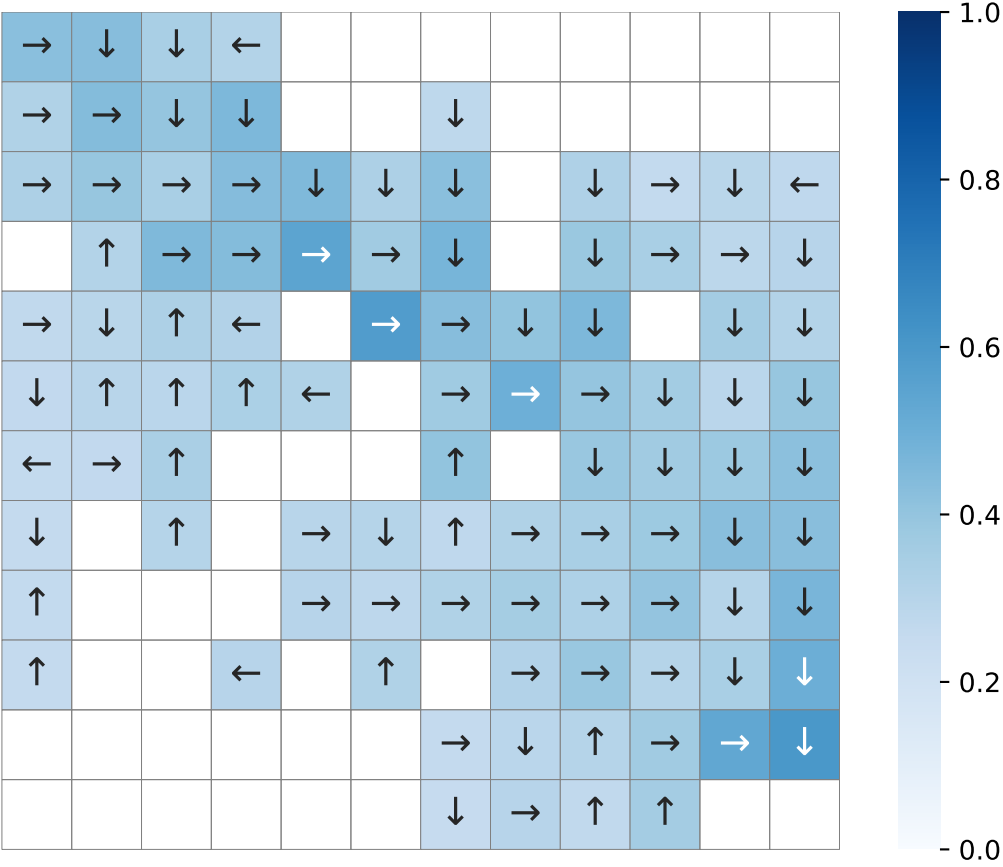 → ↓ ↓ ←
→ → ↓ ↓ ↓
→ → → → ↓ ↓ ↓ ↓ → ↓ ←
↑ → → → → ↓ ↓ → → ↓
→ ↓ ↑ ← → → ↓ ↓ ↓ ↓
↓ ↑ ↑ ↑ ← → → → ↓ ↓ ↓
← → ↑ ↑ ↓ ↓ ↓ ↓
↓ ↑ → ↓ ↑ → → → ↓ ↓
↑ → → → → → → ↓ ↓
↑ ← ↑ → → → ↓ ↓
→ ↓ ↑ → → ↓
↓ → ↑ ↑
1.0
0.8
0.6
0.4
0.2
0.0